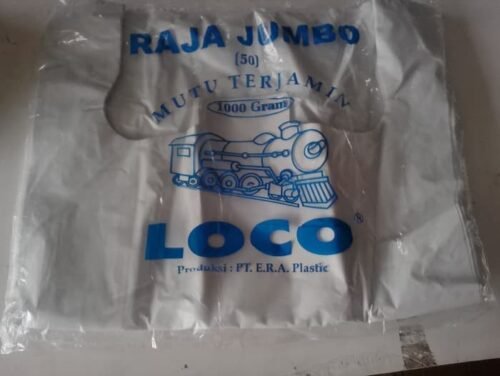 RAJA JUMBO
(50)
MUTU TERJAMIN
1000 Gram
LOCO®
Produksi : PT. E.R.A. Plastic